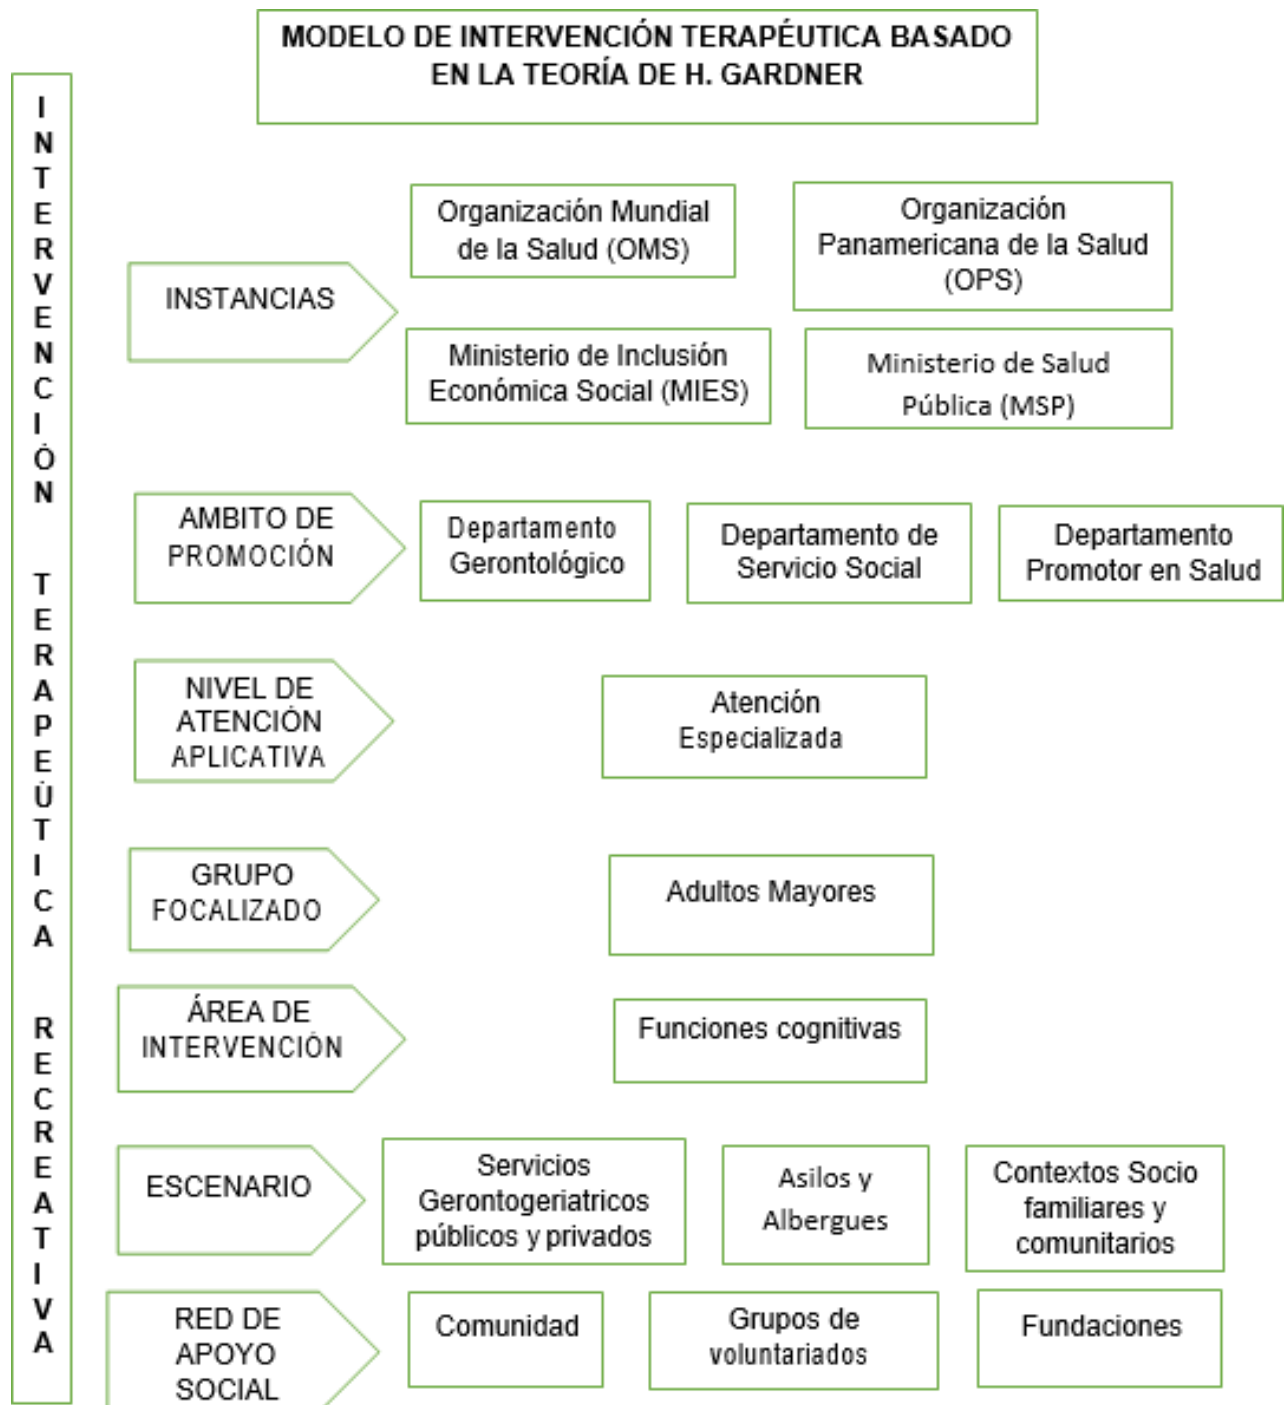 MODELO DE INTERVENCIÓN TERAPÉUTICA BASADO
EN LA TEORÍA DE H. GARDNER
INTERVENCIÓN TERAPEÙTICA RECREATIVA
INSTANCIAS
Organización Mundial
de la Salud (OMS)
Organización
Panamericana de la Salud
(OPS)
Ministerio de Inclusión
Económica Social (MIES)
Ministerio de Salud
Pública (MSP)
AMBITO DE
PROMOCIÓN
Departamento
Gerontológico
Departamento de
Servicio Social
Departamento
Promotor en Salud
NIVEL DE
ATENCIÓN
APLICATIVA
Atención
Especializada
GRUPO
FOCALIZADO
Adultos Mayores
ÁREA DE
INTERVENCIÓN
Funciones cognitivas
ESCENARIO
Servicios
Gerontogeriatricos
públicos y privados
Asilos y
Albergues
Contextos Socio
familiares y
comunitarios
RED DE
APOYO
SOCIAL
Comunidad
Grupos de
voluntariados
Fundaciones